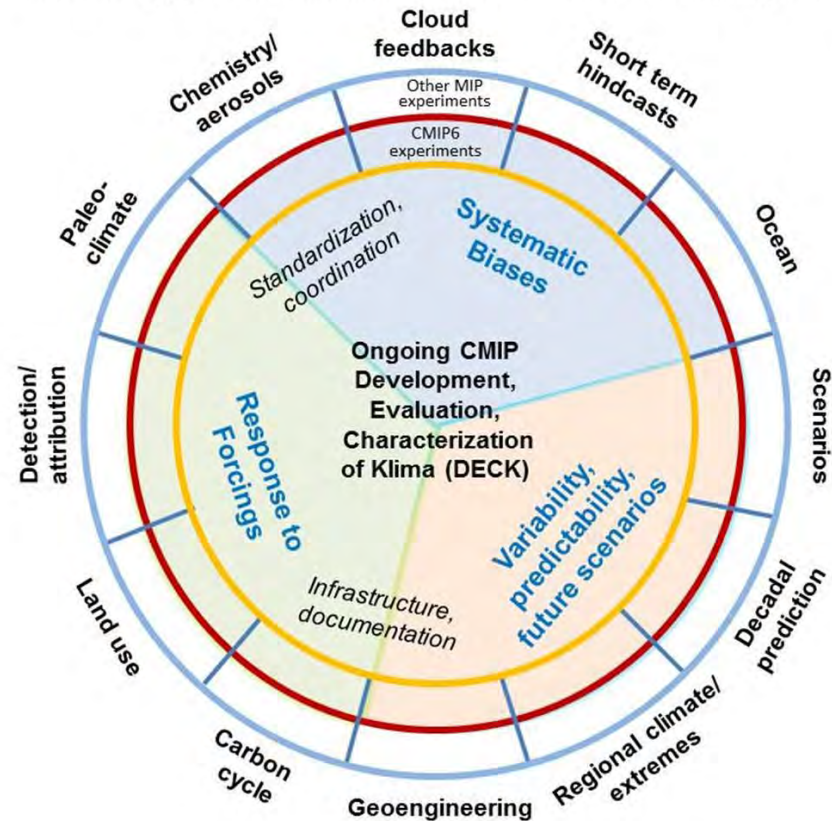 Cloud
feedbacks
Short term
hindcasts
Ocean
Scenarios
Decadal
prediction
Regional climate/
extremes
Geoengineering
Carbon
cycle
Land use
Detection/
attribution
Paleo-
climate
Chemistry/
aerosols
Other MIP
experiments
CMIP6
experiments
Standardization,
coordination
Systematic
Biases
Ongoing CMIP
Development,
Evaluation,
Characterization
of Klima (DECK)
Response to
Forcings
Variability,
predictability,
future scenarios
Infrastructure,
documentation